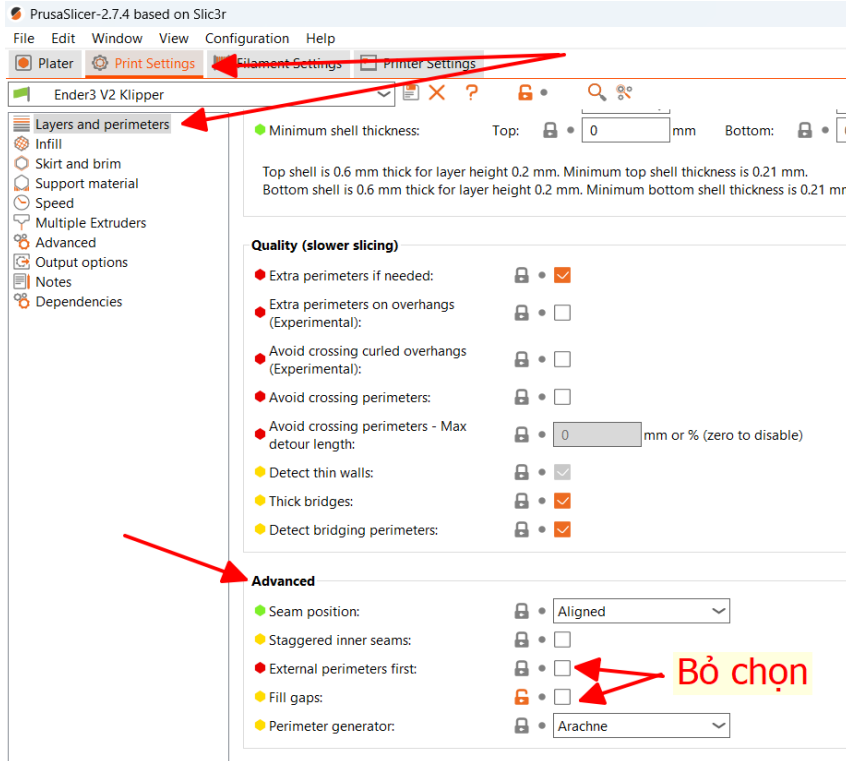 PrusaSlicer-2.7.4 based on Slic3r
File Edit Window View Configuration Help
Plater Print Settings Filament Settings Printer Settings
Ender3 V2 Klipper
Layers and perimeters
Infill
Skirt and brim
Support material
Speed
Multiple Extruders
Advanced
Output options
Notes
Dependencies
Minimum shell thickness: Top: 0 mm Bottom:
Top shell is 0.6 mm thick for layer height 0.2 mm. Minimum top shell thickness is 0.21 mm.
Bottom shell is 0.6 mm thick for layer height 0.2 mm. Minimum bottom shell thickness is 0.21 mm
Quality (slower slicing)
Extra perimeters if needed:
Extra perimeters on overhangs
(Experimental):
Avoid crossing curled overhangs
(Experimental):
Avoid crossing perimeters:
Avoid crossing perimeters - Max
detour length: 0 mm or % (zero to disable)
Detect thin walls:
Thick bridges:
Detect bridging perimeters:
Advanced
Seam position: Aligned
Staggered inner seams:
External perimeters first:
Bỏ chọn
Fill gaps:
Perimeter generator: Arachne